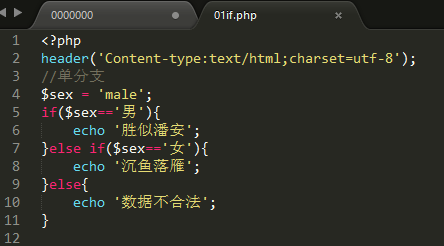 0000000 01if.php
1 <?php
2 header('Content-type:text/html;charset=utf-8');
3 //单分支
4 $sex = 'male';
5 if($sex=='男'){
6 echo '胜似潘安';
7 }else if($sex=='女'){
8 echo '沉鱼落雁';
9 }else{
10 echo '数据不合法';
11 }
12